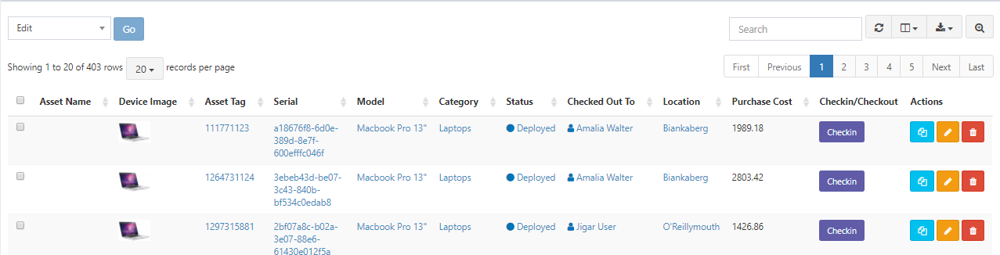 Edit Go Search
Showing 1 to 20 of 403 rows 20 records per page First Previous 1 2 3 4 5 Next Last
Asset Name Device Image Asset Tag Serial Model Category Status Checked Out To Location Purchase Cost Checkin/Checkout Actions
111771123 a18676f8-6d0e- Macbook Pro 13" Laptops Deployed Amalia Walter Biankaberg 1989.18 Checkin
389d-8e7f-
600efffc046f
1264731124 3ebeb43d-be07- Macbook Pro 13" Laptops Deployed Amalia Walter Biankaberg 2803.42 Checkin
3c43-840b-
bf534c0edab8
1297315881 2bf07a8c-b02a- Macbook Pro 13" Laptops Deployed Jigar User O'Reillymouth 1426.86 Checkin
3e07-88e6-
61430e012f5a